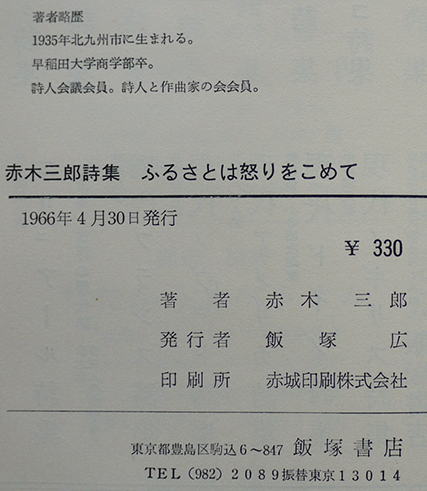 著者略歴
1935年北九州市に生まれる。
早稲田大学商学部卒。
詩人会議会員。詩人と作曲家の会会員。
赤木三郎詩集 ふるさとは怒りをこめて
1966年4月30日発行
¥ 330
著者 赤木三郎
発行者 飯塚広
印刷所 赤城印刷株式会社
東京都豊島区駒込6〜847 飯塚書店
TEL (982) 2089振替東京13014